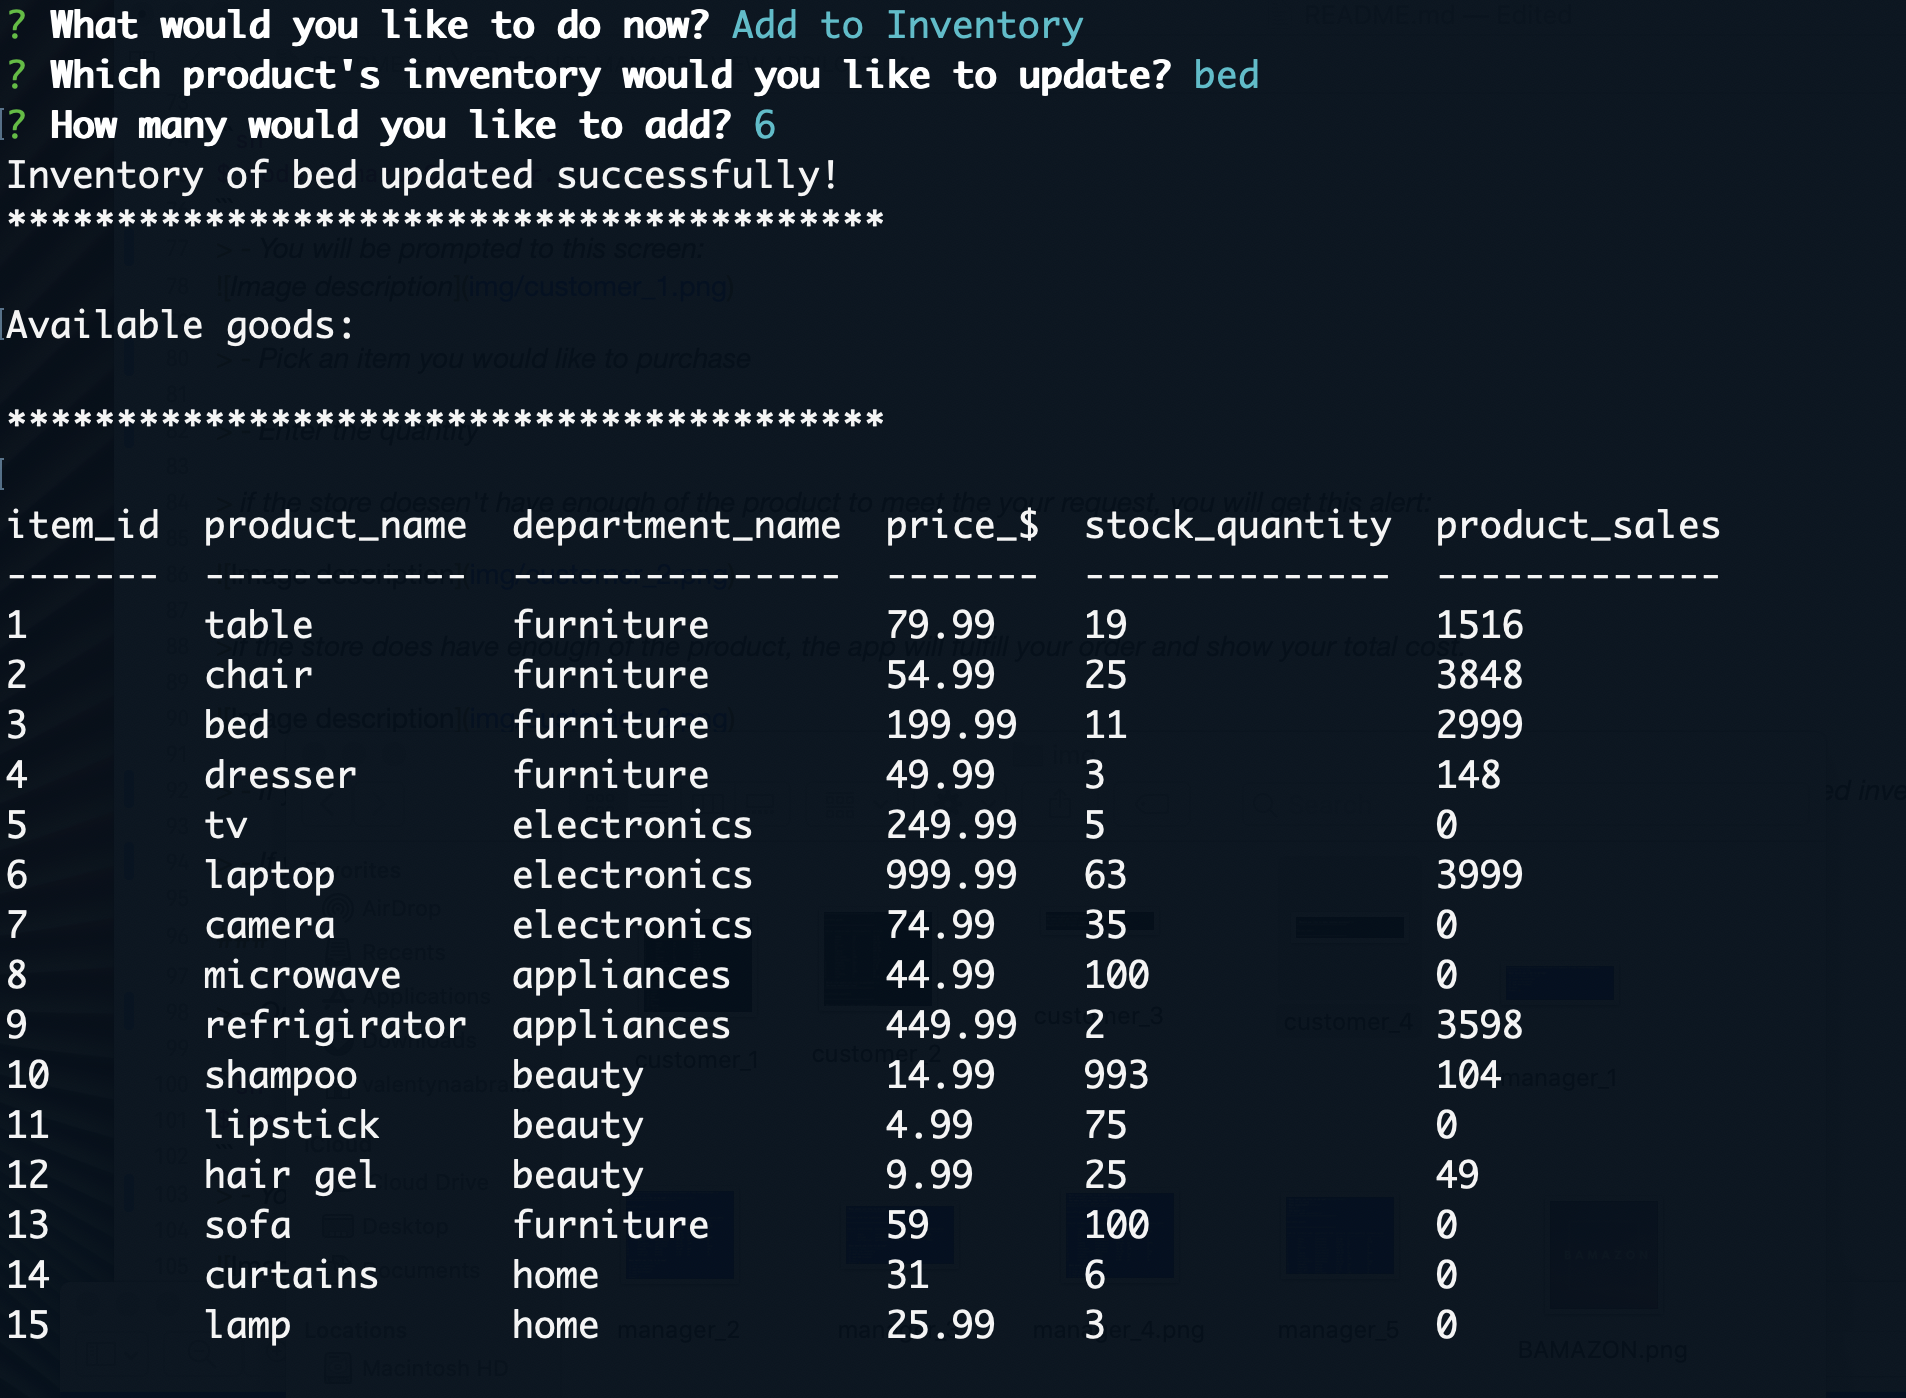 ? What would you like to do now? Add to Inventory
? Which product's inventory would you like to update? bed
? How many would you like to add? 6
Inventory of bed updated successfully!
****************************************
Available goods:
****************************************
item_id  product_name  department_name  price_$  stock_quantity  product_sales
-------  ------------  ---------------  -------  --------------  -------------
1        table         furniture        79.99    19              1516
2        chair         furniture        54.99    25              3848
3        bed           furniture        199.99   11              2999
4        dresser       furniture        49.99    3               148
5        tv            electronics      249.99   5               0
6        laptop        electronics      999.99   63              3999
7        camera        electronics      74.99    35              0
8        microwave     appliances       44.99    100             0
9        refrigirator  appliances       449.99   2               3598
10       shampoo       beauty           14.99    993             104
11       lipstick      beauty           4.99     75              0
12       hair gel      beauty           9.99     25              49
13       sofa          furniture        59       100             0
14       curtains      home             31       6               0
15       lamp          home             25.99    3               0